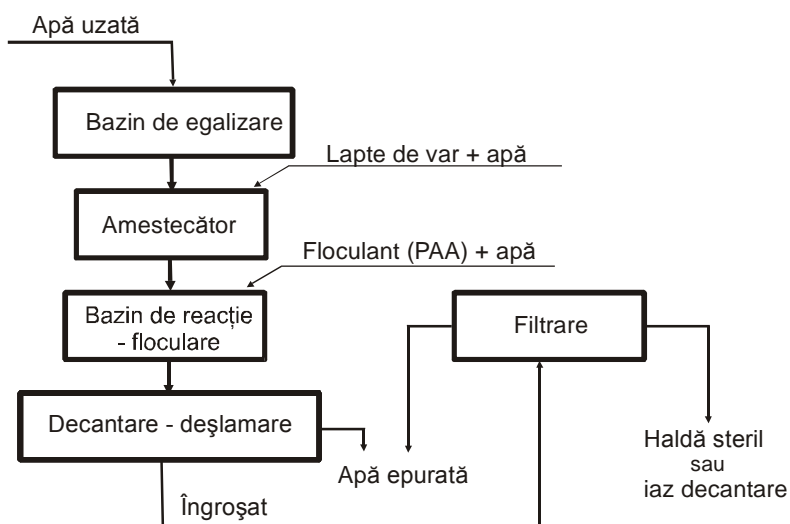 Apă uzată
Bazin de egalizare
Lapte de var + apă
Amestecător
Floculant (PAA) + apă
Bazin de reacție
- floculare
Filtrare
Decantare - deşlamare
Apă epurată
Haldă steril
sau
iaz decantare
Îngroşat